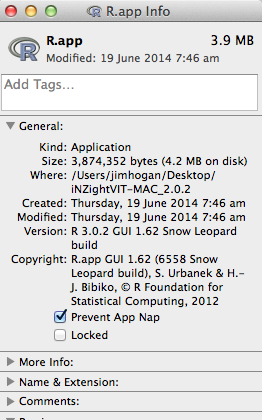 R.app Info
R.app 3.9 MB
Modified: 19 June 2014 7:46 am
Add Tags...
General:
Kind: Application
Size: 3,874,352 bytes (4.2 MB on disk)
Where: /Users/jimhogan/Desktop/
iNZightVIT-MAC_2.0.2
Created: Thursday, 19 June 2014 7:46 am
Modified: Thursday, 19 June 2014 7:46 am
Version: R 3.0.2 GUI 1.62 Snow Leopard
build
Copyright: R.app GUI 1.62 (6558 Snow
Leopard build), S. Urbanek & H.-
J. Bibiko, © R Foundation for
Statistical Computing, 2012
Prevent App Nap
Locked
More Info:
Name & Extension:
Comments: